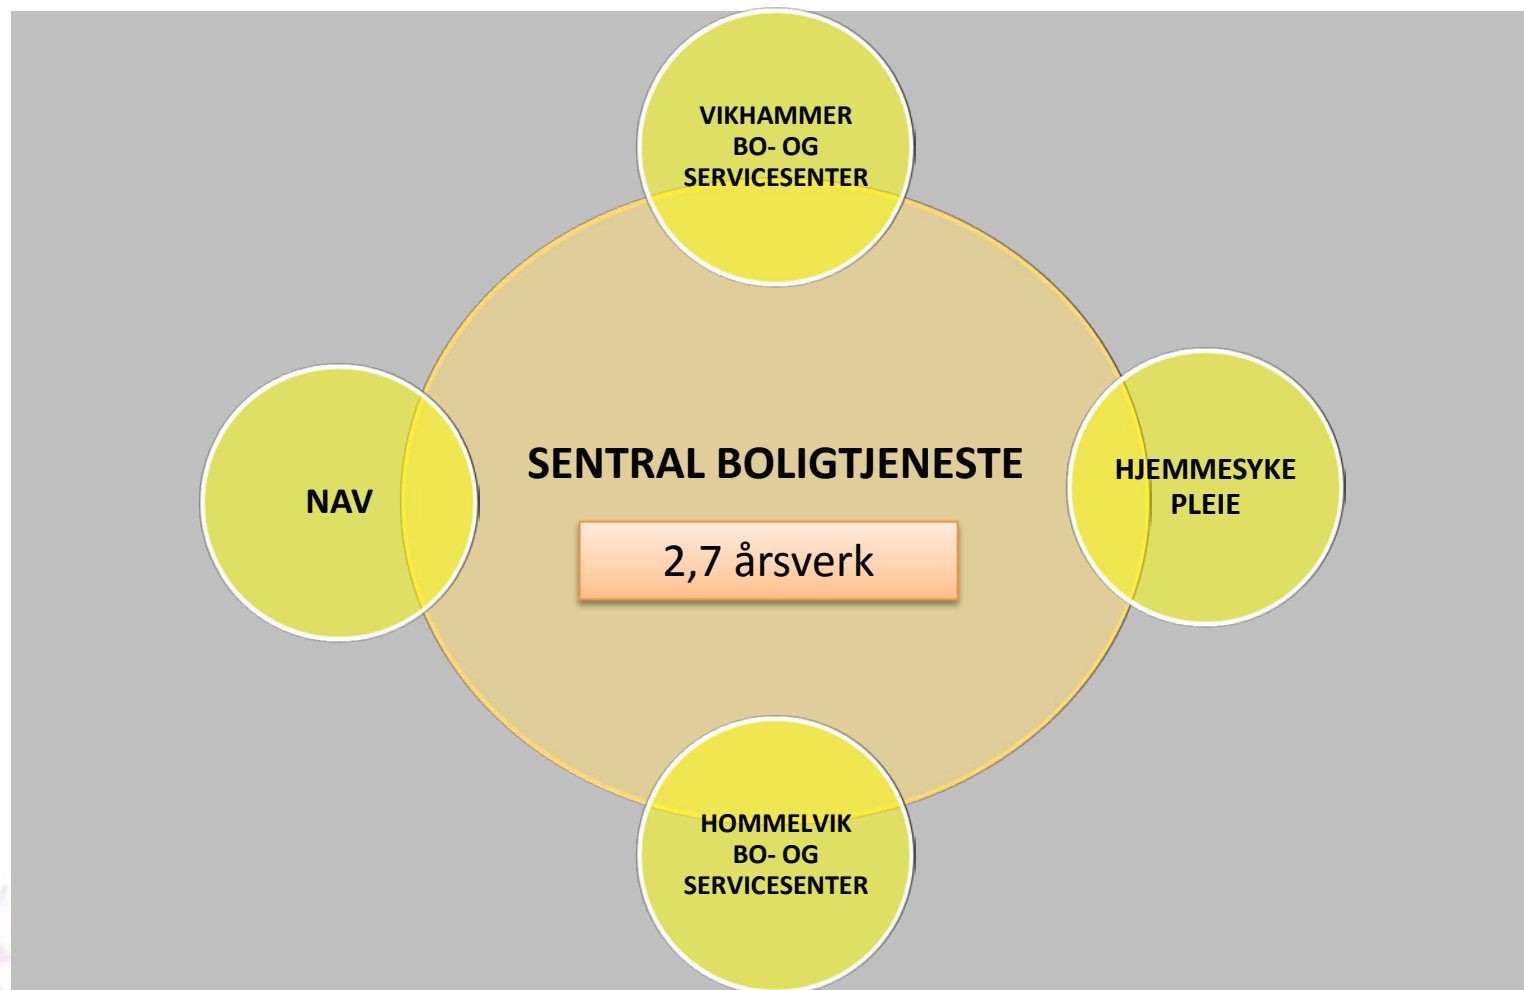 VIKHAMMER
BO- OG
SERVICESENTER
SENTRAL BOLIGTJENESTE
2,7 årsverk
NAV
HJEMMESYKE
PLEIE
HOMMELVIK
BO- OG
SERVICESENTER